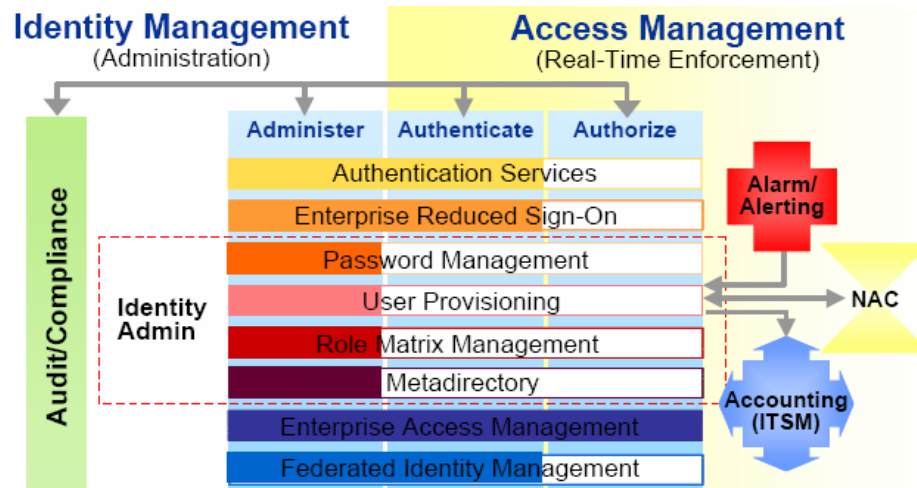 Identity Management
(Administration)
Access Management
(Real-Time Enforcement)
Administer
Authenticate
Authorize
Audit/Compliance
Authentication Services
Enterprise Reduced Sign-On
Password Management
User Provisioning
Role Matrix Management
Metadirectory
Enterprise Access Management
Federated Identity Management
Identity
Admin
Alarm/
Alerting
NAC
Accounting
(ITSM)